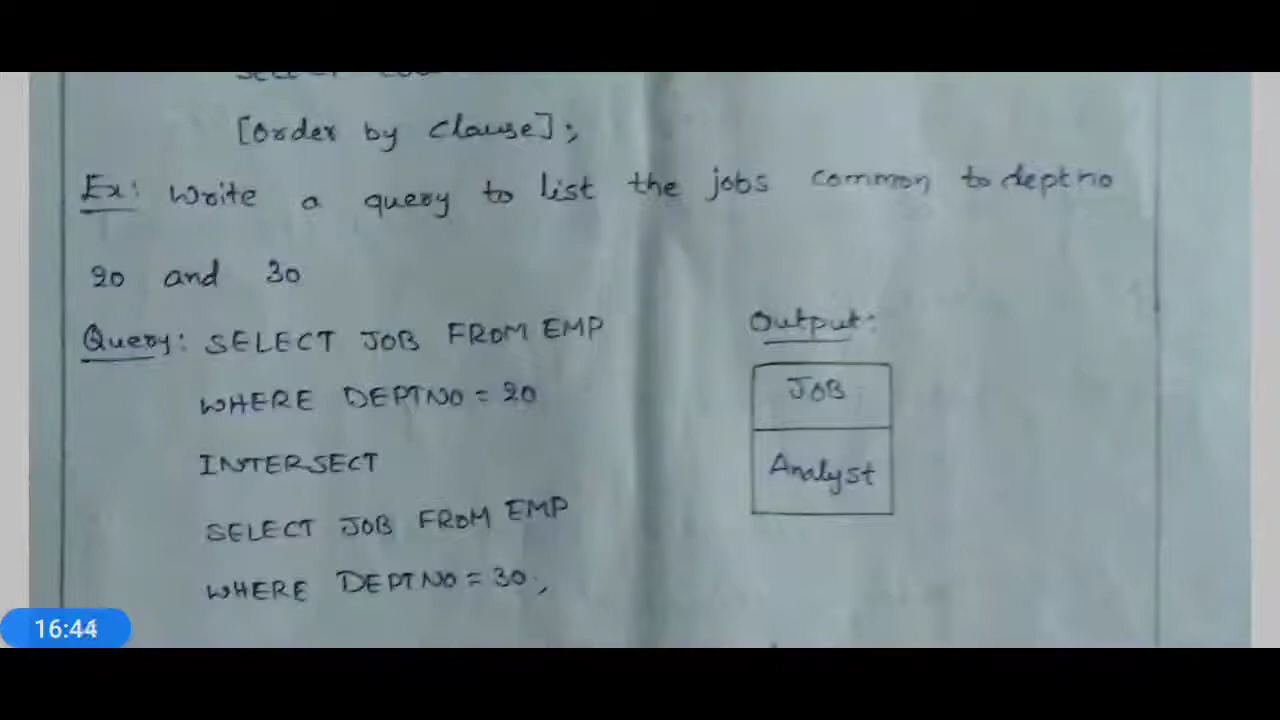 [Order by clause];
Ex: Write a query to list the jobs common to deptno
20 and 30
Query: SELECT JOB FROM EMP
WHERE DEPTNO = 20
INTERSECT
SELECT JOB FROM EMP
WHERE DEPTNO = 30;
Output:
JOB
Analyst
16:44